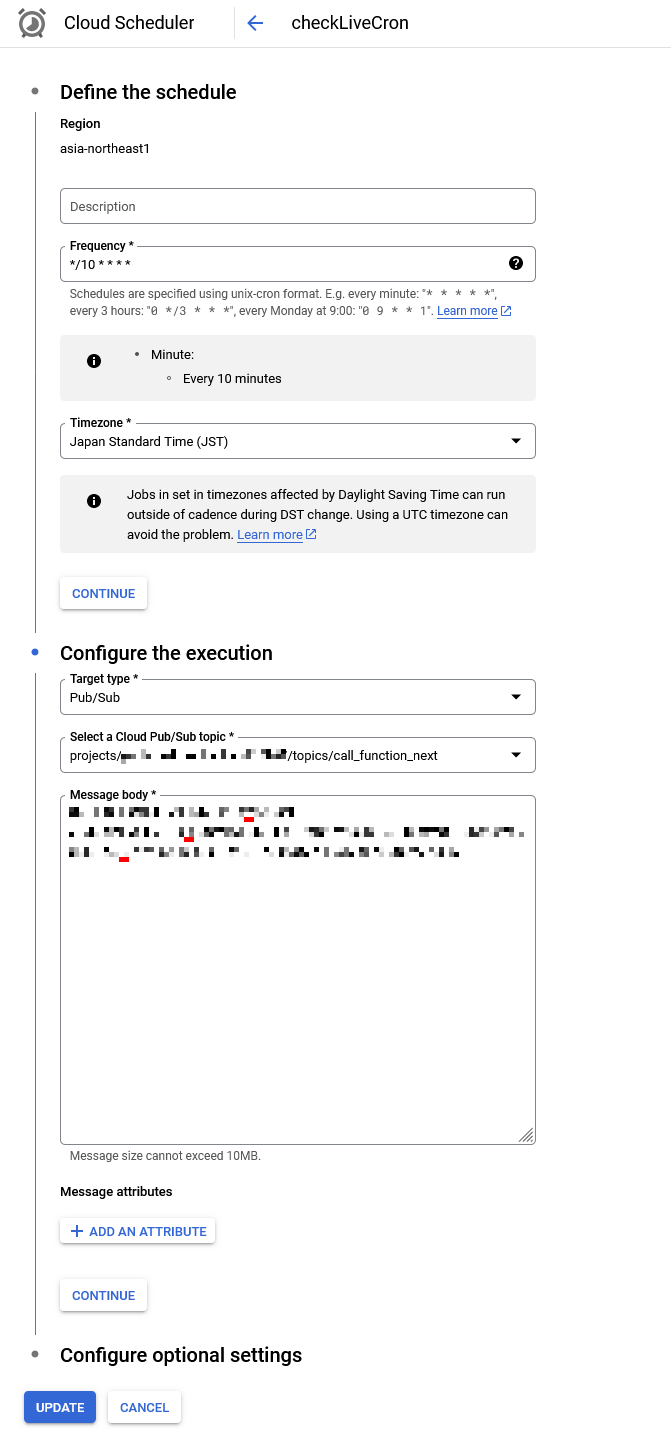 Cloud Scheduler
checkLiveCron
Define the schedule
Region
asia-northeast1
Description
Frequency *
*/10 * * * *
Schedules are specified using unix-cron format. E.g. every minute: "* * * * *",
every 3 hours: "0 */3 * * *", every Monday at 9:00: "0 9 * * 1". Learn more
Minute:
Every 10 minutes
Timezone *
Japan Standard Time (JST)
Jobs in set in timezones affected by Daylight Saving Time can run
outside of cadence during DST change. Using a UTC timezone can
avoid the problem. Learn more
CONTINUE
Configure the execution
Target type *
Pub/Sub
Select a Cloud Pub/Sub topic *
projects/ /topics/call_function_next
Message body *
Message size cannot exceed 10MB.
Message attributes
ADD AN ATTRIBUTE
CONTINUE
Configure optional settings
UPDATE
CANCEL